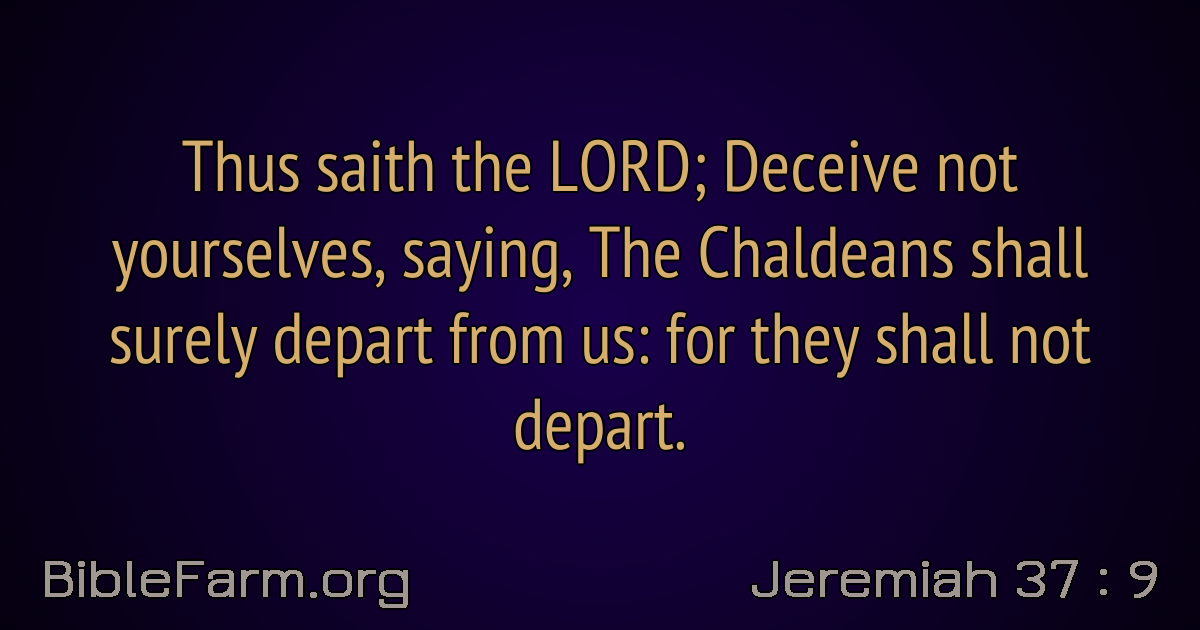 Thus saith the LORD; Deceive not
yourselves, saying, The Chaldeans shall
surely depart from us: for they shall not
depart.
BibleFarm.org
Jeremiah 37 : 9